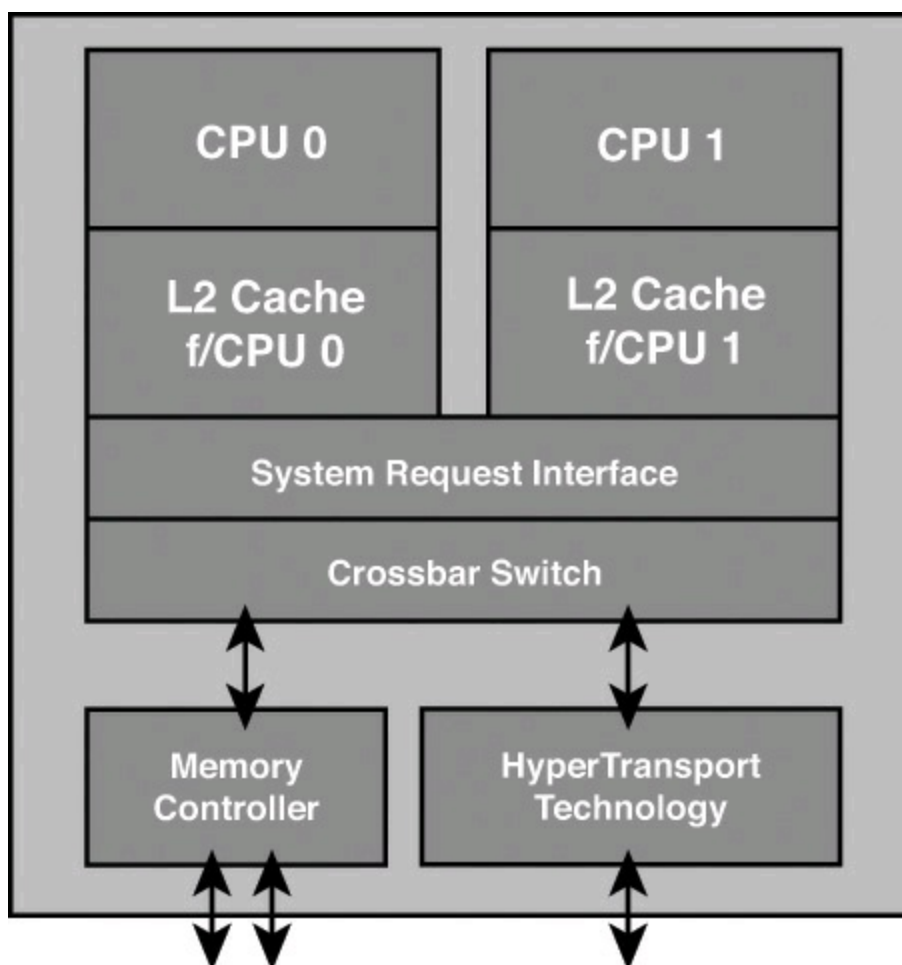 CPU 0
CPU 1
L2 Cache
f/CPU 0
L2 Cache
f/CPU 1
System Request Interface
Crossbar Switch
Memory
Controller
HyperTransport
Technology